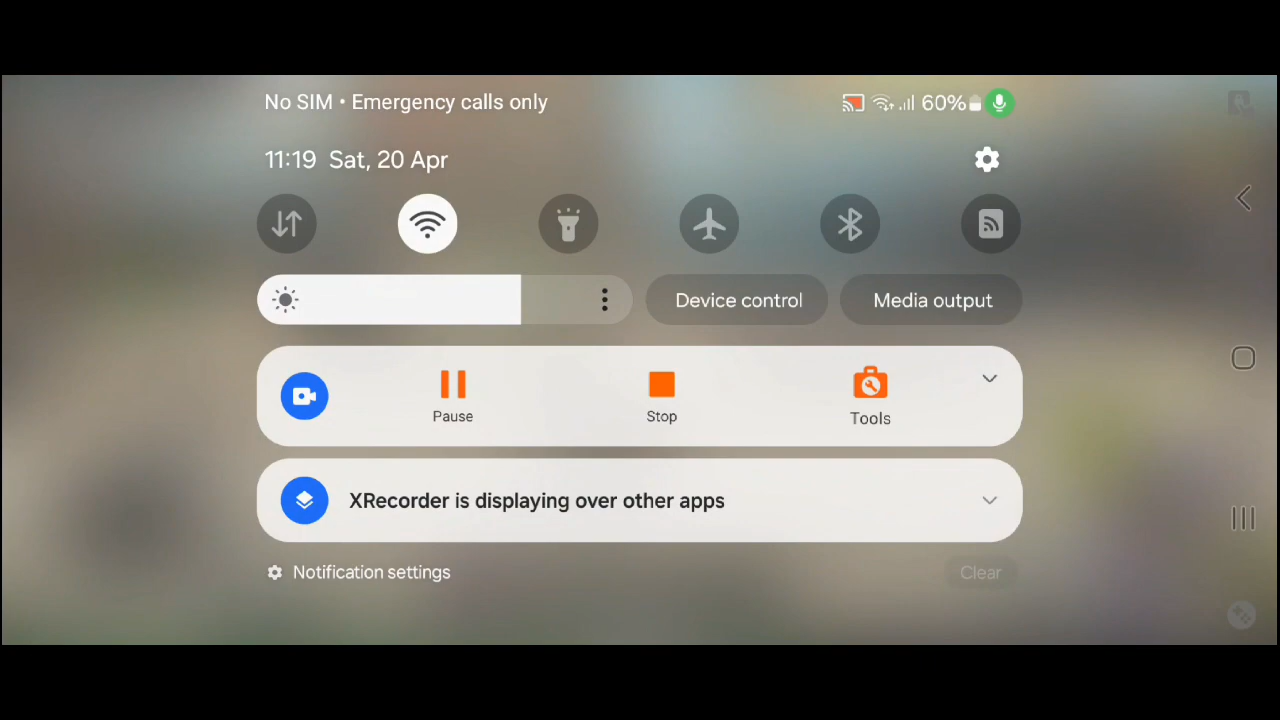 No SIM • Emergency calls only
60%
11:19 Sat, 20 Apr
Device control
Media output
Pause
Stop
Tools
XRecorder is displaying over other apps
Notification settings
Clear